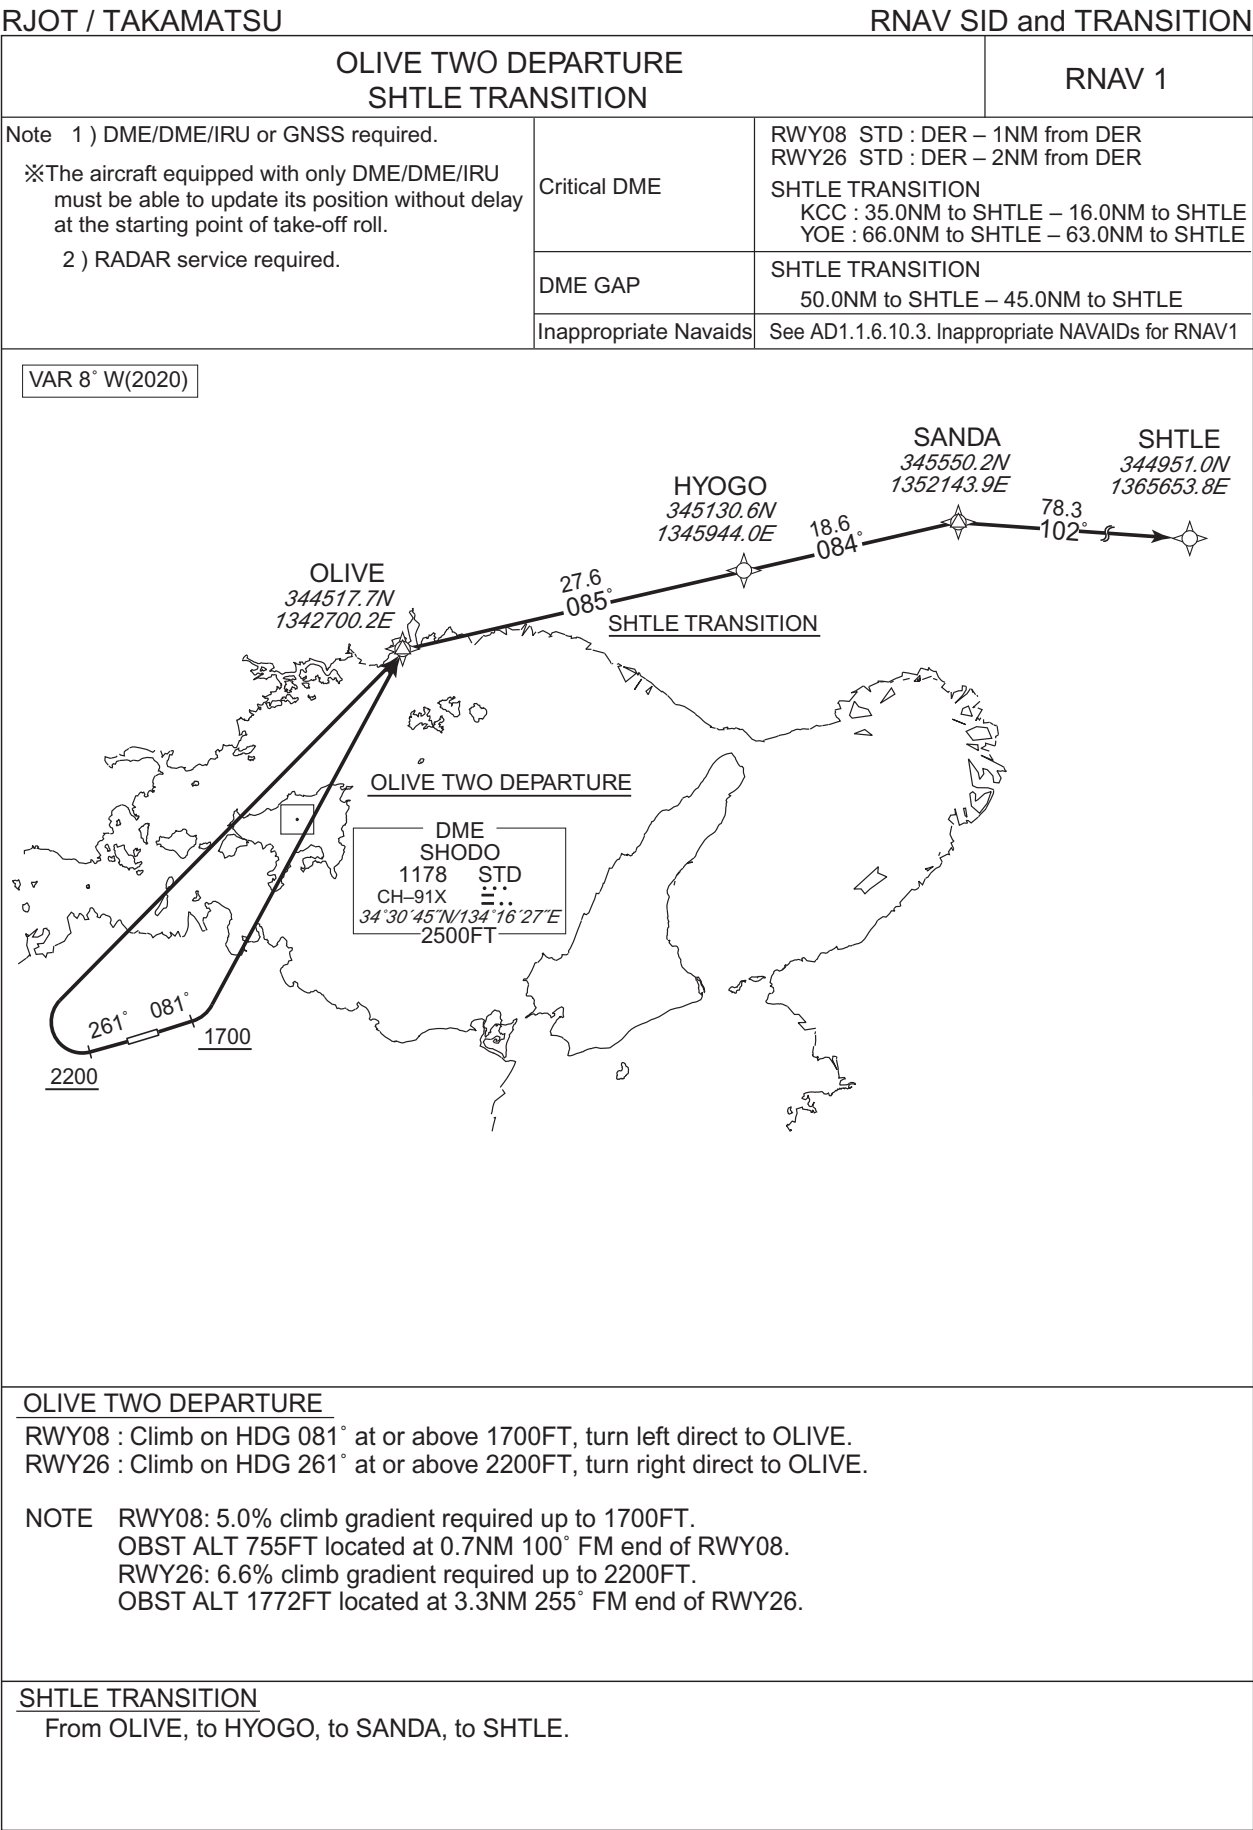 RJOT / TAKAMATSU
RNAV SID and TRANSITION
OLIVE TWO DEPARTURE
SHTLE TRANSITION
RNAV 1
Note 1 ) DME/DME/IRU or GNSS required.
※The aircraft equipped with only DME/DME/IRU
must be able to update its position without delay
at the starting point of take-off roll.
2 ) RADAR service required.
Critical DME
RWY08 STD : DER – 1NM from DER
RWY26 STD : DER – 2NM from DER
SHTLE TRANSITION
KCC : 35.0NM to SHTLE – 16.0NM to SHTLE
YOE : 66.0NM to SHTLE – 63.0NM to SHTLE
DME GAP
SHTLE TRANSITION
50.0NM to SHTLE – 45.0NM to SHTLE
Inappropriate Navaids
See AD1.1.6.10.3. Inappropriate NAVAIDs for RNAV1
VAR 8˚ W(2020)
SANDA
345550.2N
1352143.9E
SHTLE
344951.0N
1365653.8E
HYOGO
345130.6N
1345944.0E
78.3
102˚
18.6
084˚
OLIVE
344517.7N
1342700.2E
27.6
085˚
SHTLE TRANSITION
OLIVE TWO DEPARTURE
DME
SHODO
1178 STD
CH–91X
34˚30´45˝N/134˚16´27˝E
2500FT
261˚ 081˚
1700
2200
OLIVE TWO DEPARTURE
RWY08 : Climb on HDG 081˚ at or above 1700FT, turn left direct to OLIVE.
RWY26 : Climb on HDG 261˚ at or above 2200FT, turn right direct to OLIVE.
NOTE RWY08: 5.0% climb gradient required up to 1700FT.
OBST ALT 755FT located at 0.7NM 100˚ FM end of RWY08.
RWY26: 6.6% climb gradient required up to 2200FT.
OBST ALT 1772FT located at 3.3NM 255˚ FM end of RWY26.
SHTLE TRANSITION
From OLIVE, to HYOGO, to SANDA, to SHTLE.